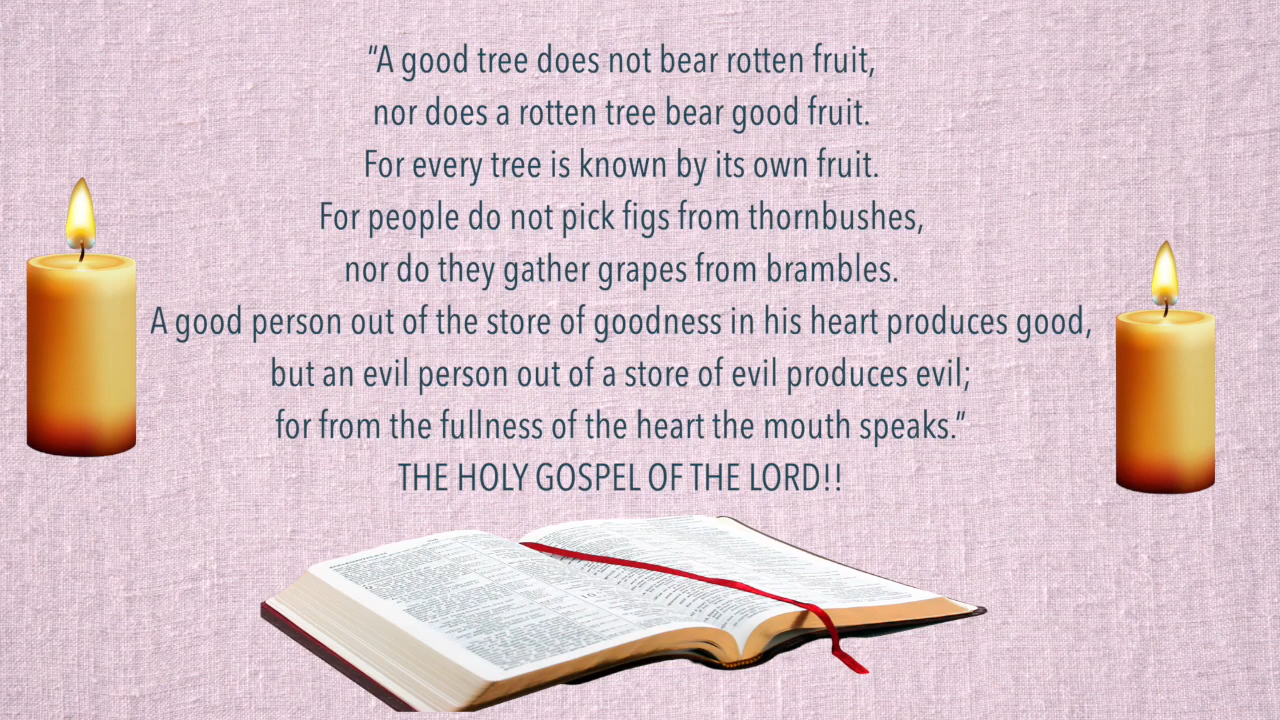 “A good tree does not bear rotten fruit,
nor does a rotten tree bear good fruit.
For every tree is known by its own fruit.
For people do not pick figs from thornbushes,
nor do they gather grapes from brambles.
A good person out of the store of goodness in his heart produces good,
but an evil person out of a store of evil produces evil;
for from the fullness of the heart the mouth speaks.”
THE HOLY GOSPEL OF THE LORD!!